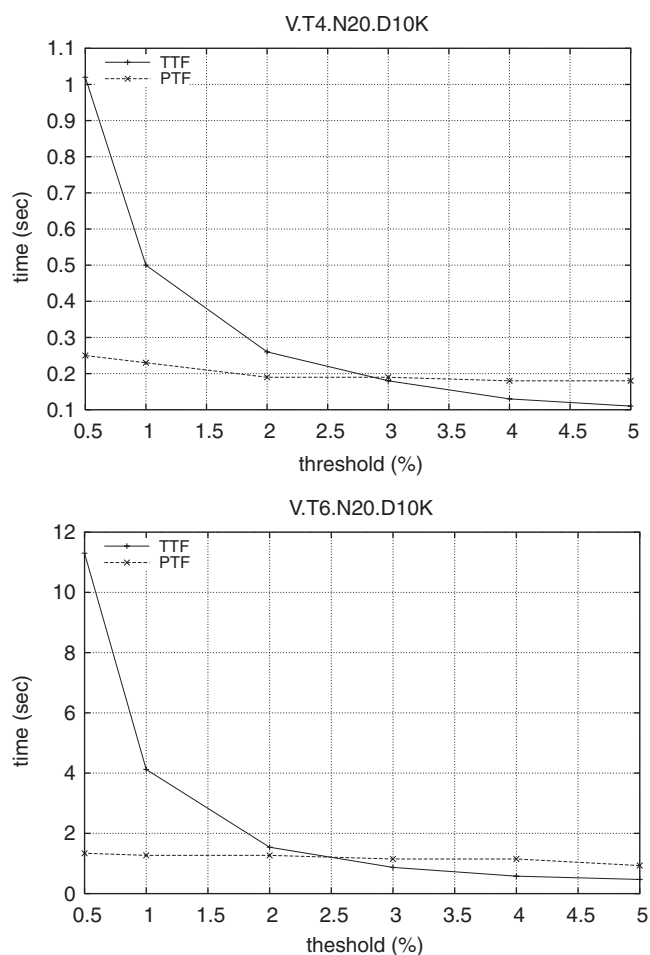 V.T4.N20.D10K
1.1
1
0.9
0.8
0.7
0.6
0.5
0.4
0.3
0.2
0.1
time (sec)
TTF
PTF
0.5 1 1.5 2 2.5 3 3.5 4 4.5 5
threshold (%)
V.T6.N20.D10K
12
10
8
6
4
2
0
time (sec)
TTF
PTF
0.5 1 1.5 2 2.5 3 3.5 4 4.5 5
theshold (%)